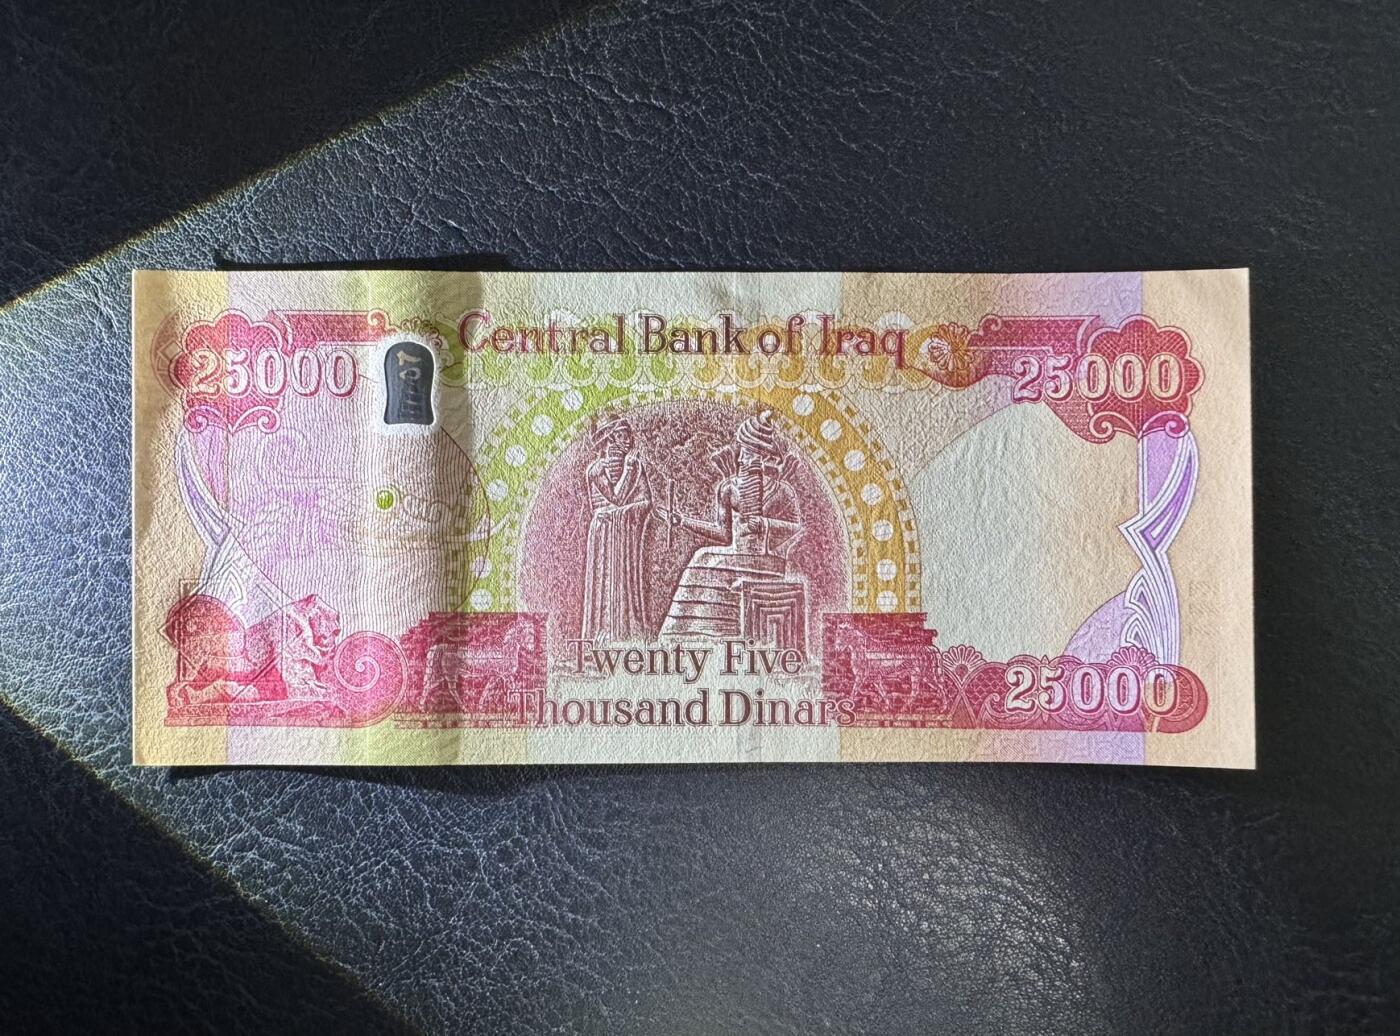 Central Bank of Iraq
25000
25000
Twenty Five
Thousand Dinars
25000